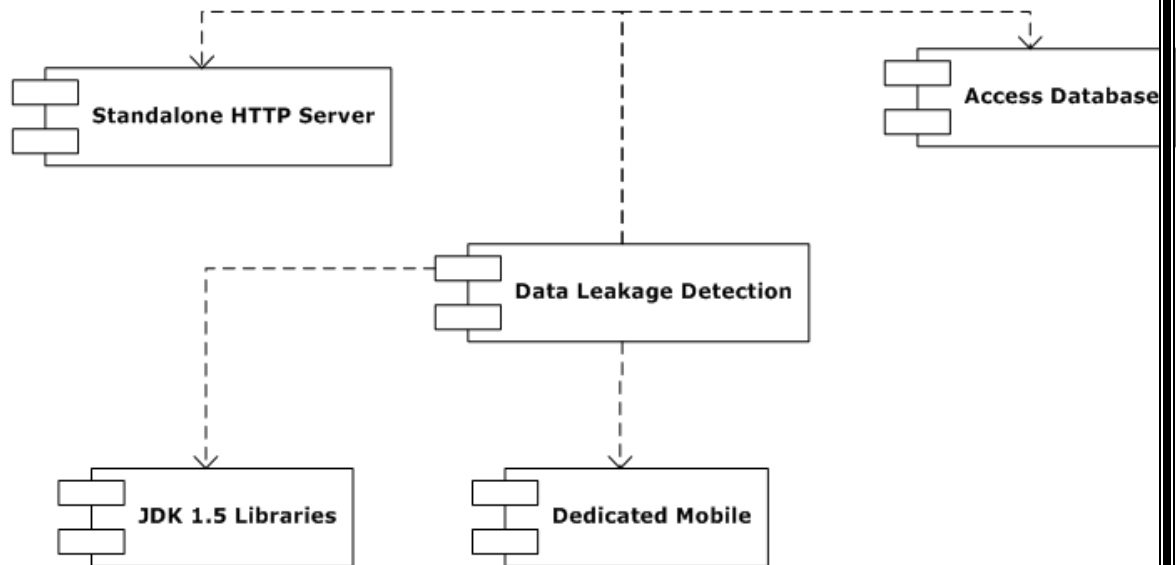 Standalone HTTP Server
Access Database
Data Leakage Detection
JDK 1.5 Libraries
Dedicated Mobile